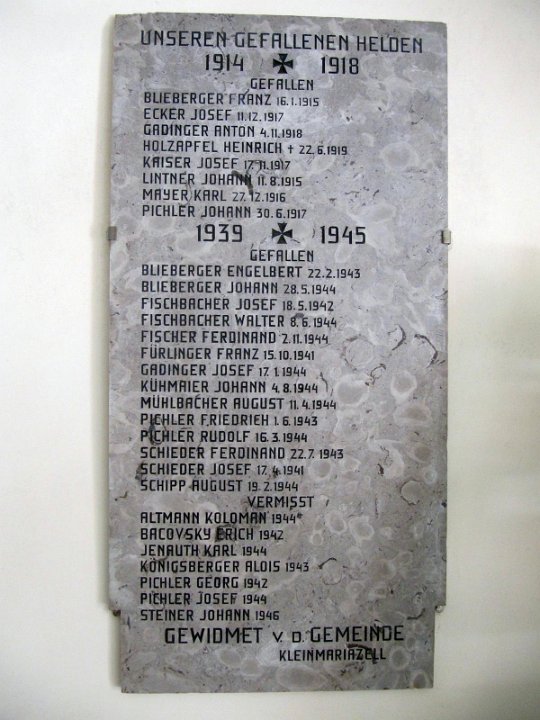 UNSEREN GEFALLENEN HELDEN
1914 1918
GEFALLEN
BLIEBERGER FRANZ 16.1.1915
ECKER JOSEF 11.12.1917
GADINGER ANTON 4.11.1918
HOLZAPFEL HEINRICH + 22.6.1919
KAISER JOSEF 17.11.1917
LINTNER JOHANN 11.8.1915
MAYER KARL 27.12.1916
PICHLER JOHANN 30.6.1917
1939 1945
GEFALLEN
BLIEBERGER ENGELBERT 22.2.1943
BLIEBERGER JOHANN 28.5.1944
FISCHBACHER JOSEF 18.5.1942
FISCHBACHER WALTER 8.6.1944
FISCHER FERDINAND 2.11.1944
FÜRLINGER FRANZ 15.10.1941
GADINGER JOSEF 17.1.1944
KÜHMAIER JOHANN 4.8.1944
MÜHLBACHER AUGUST 11.4.1944
PICHLER FRIEDRICH 1.6.1943
PICHLER RUDOLF 16.3.1944
SCHIEDER FERDINAND 22.7.1943
SCHIEDER JOSEF 17.4.1941
SCHIPP AUGUST 19.2.1944
VERMISST
ALTMANN KOLOMAN 1944
BACOVSKY ERICH 1942
JENAUTH KARL 1944
KÖNIGSBERGER ALOIS 1943
PICHLER GEORG 1942
PICHLER JOSEF 1944
STEINER JOHANN 1946
GEWIDMET V. D. GEMEINDE
KLEINMARIAZELL